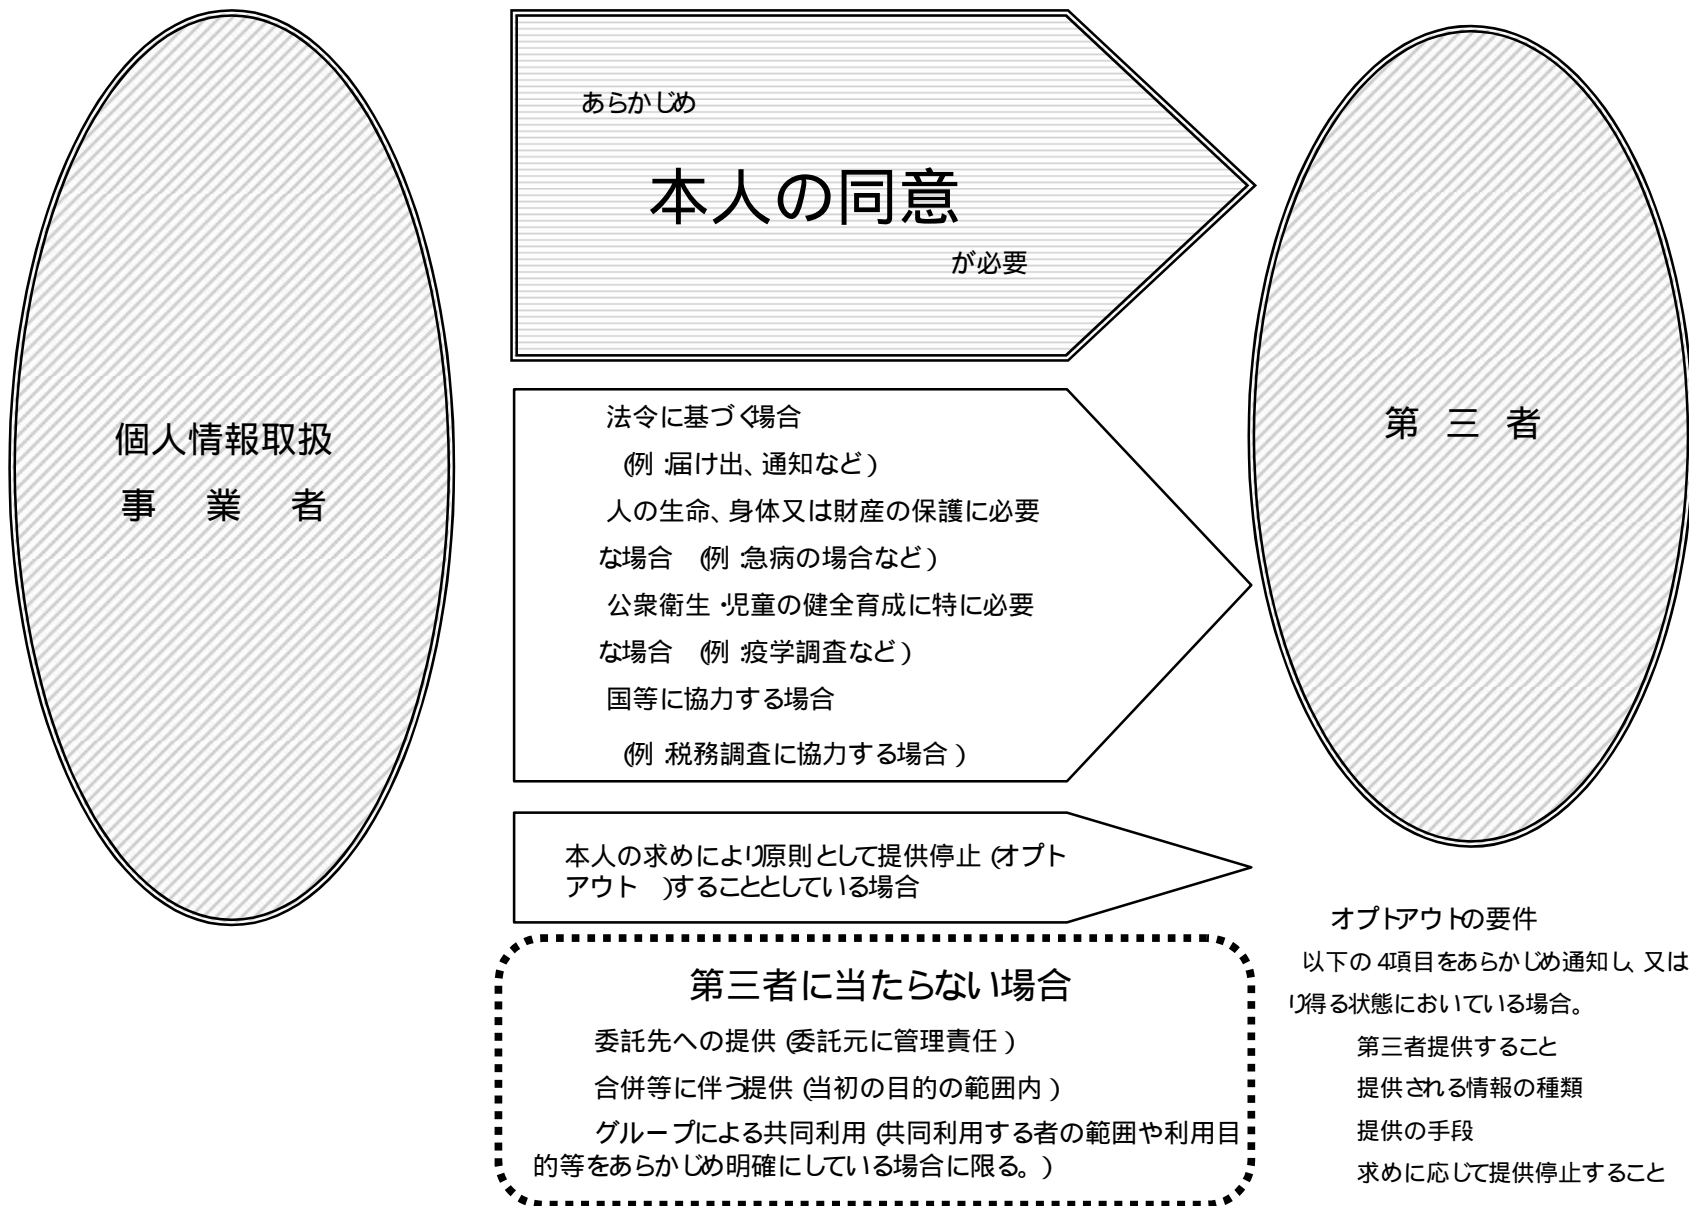 個人情報取扱
事業者
あらかじめ
本人の同意
が必要
法令に基づく場合
(例:届け出、通知など)
人の生命、身体又は財産の保護に必要
な場合 (例:急病の場合など)
公衆衛生・児童の健全育成に特に必要
な場合 (例:疫学調査など)
国等に協力する場合
(例:税務調査に協力する場合)
本人の求めにより原則として提供停止(オプト
アウト )することとしている場合
第三者に当たらない場合
委託先への提供(委託元に管理責任)
合併等に伴う提供(当初の目的の範囲内)
グループによる共同利用(共同利用する者の範囲や利用目
的等をあらかじめ明確にしている場合に限る。)
第三者
オプトアウトの要件
以下の4項目をあらかじめ通知し、又は
り得る状態においている場合。
第三者提供すること
提供される情報の種類
提供の手段
求めに応じて提供停止すること